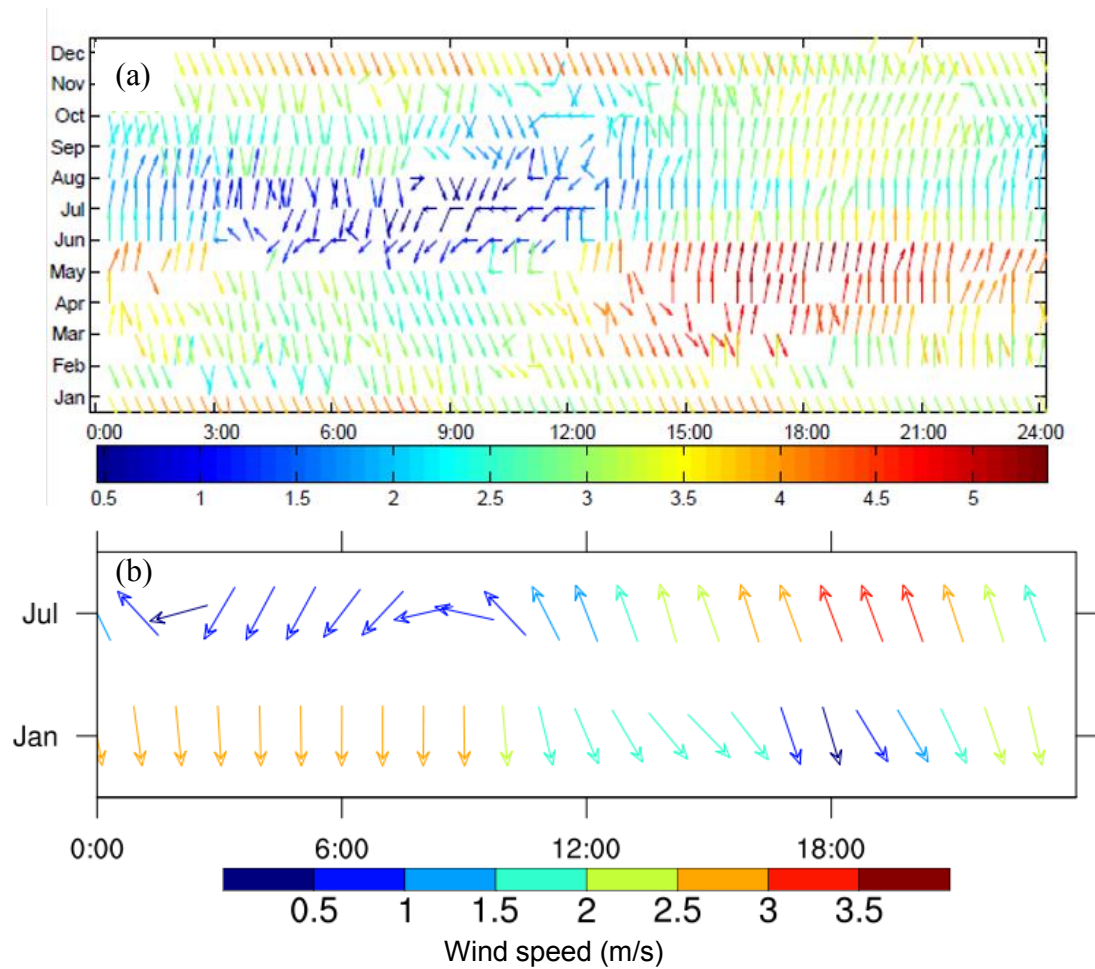 (a)
Dec
Nov
Oct
Sep
Aug
Jul
Jun
May
Apr
Mar
Feb
Jan
0:00 3:00 6:00 9:00 12:00 15:00 18:00 21:00 24:00
0.5 1 1.5 2 2.5 3 3.5 4 4.5 5
(b)
Jul
Jan
0:00 6:00 12:00 18:00
0.5 1 1.5 2 2.5 3 3.5
Wind speed (m/s)